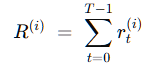 R^{(i)} = \sum_{t=0}^{T-1} r_t^{(i)}